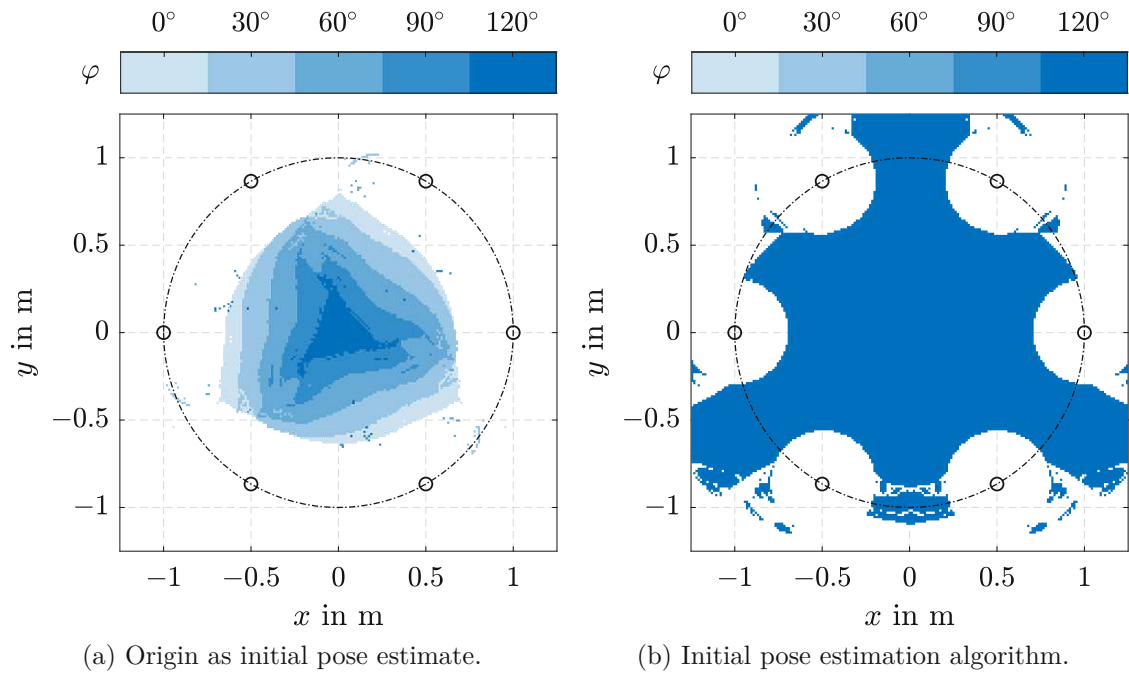 0° 30° 60° 90° 120°
φ
1
0.5
0
−0.5
−1
y in m
−1 −0.5 0 0.5 1
x in m
(a) Origin as initial pose estimate.
0° 30° 60° 90° 120°
φ
1
0.5
0
−0.5
−1
y in m
−1 −0.5 0 0.5 1
x in m
(b) Initial pose estimation algorithm.